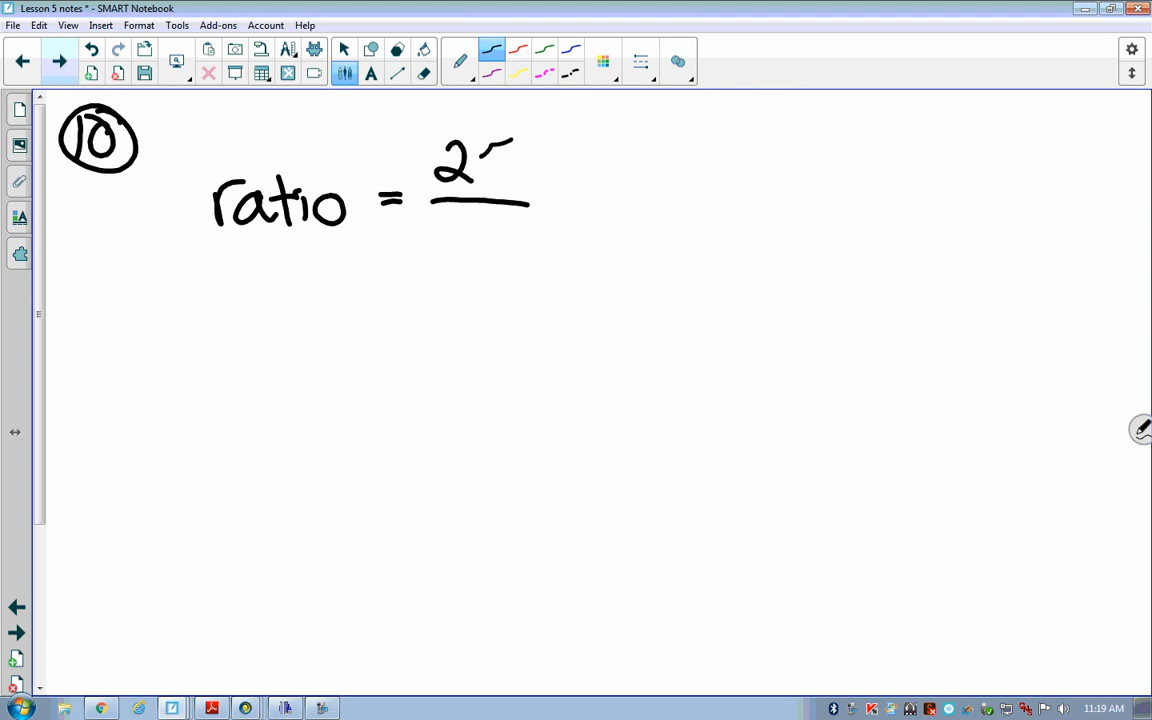 Lesson 5 notes * - SMART Notebook
File Edit View Insert Format Tools Add-ons Account Help
10
ratio = 2
11:19 AM